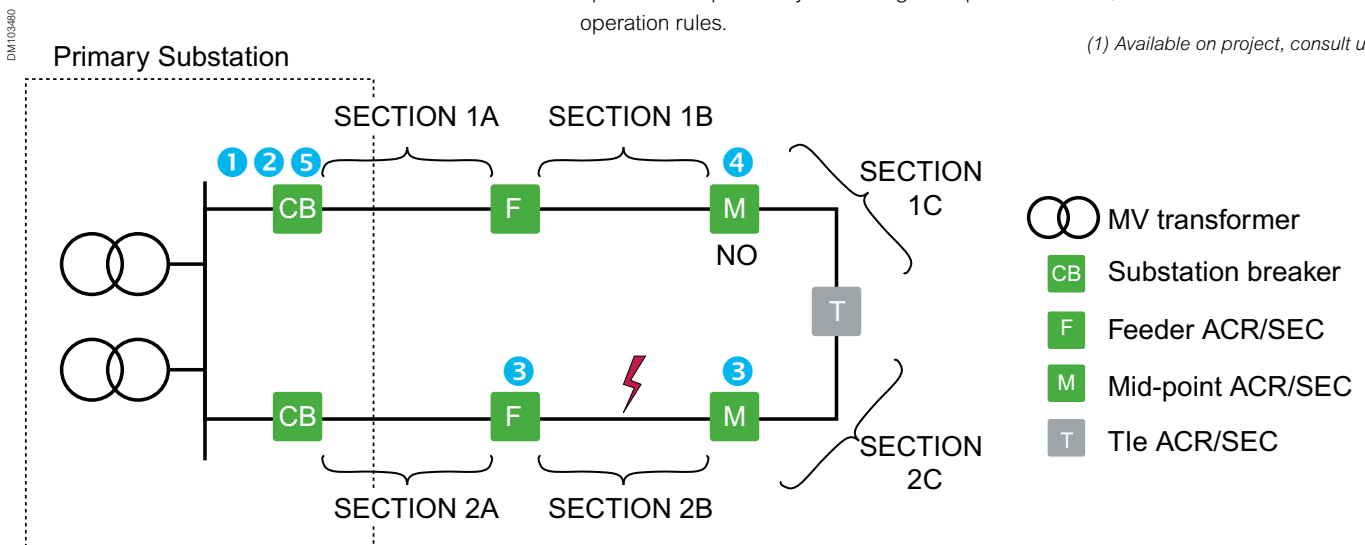 DM103480
operation rules.
(1) Available on project, consult u
Primary Substation
SECTION 1A
SECTION 1B
1 2 5
4
SECTION
1C
CB
F
M
NO
MV transformer
CB Substation breaker
T
F Feeder ACR/SEC
3
3
M Mid-point ACR/SEC
CB
F
M
SECTION
2C
T TIe ACR/SEC
SECTION 2A
SECTION 2B